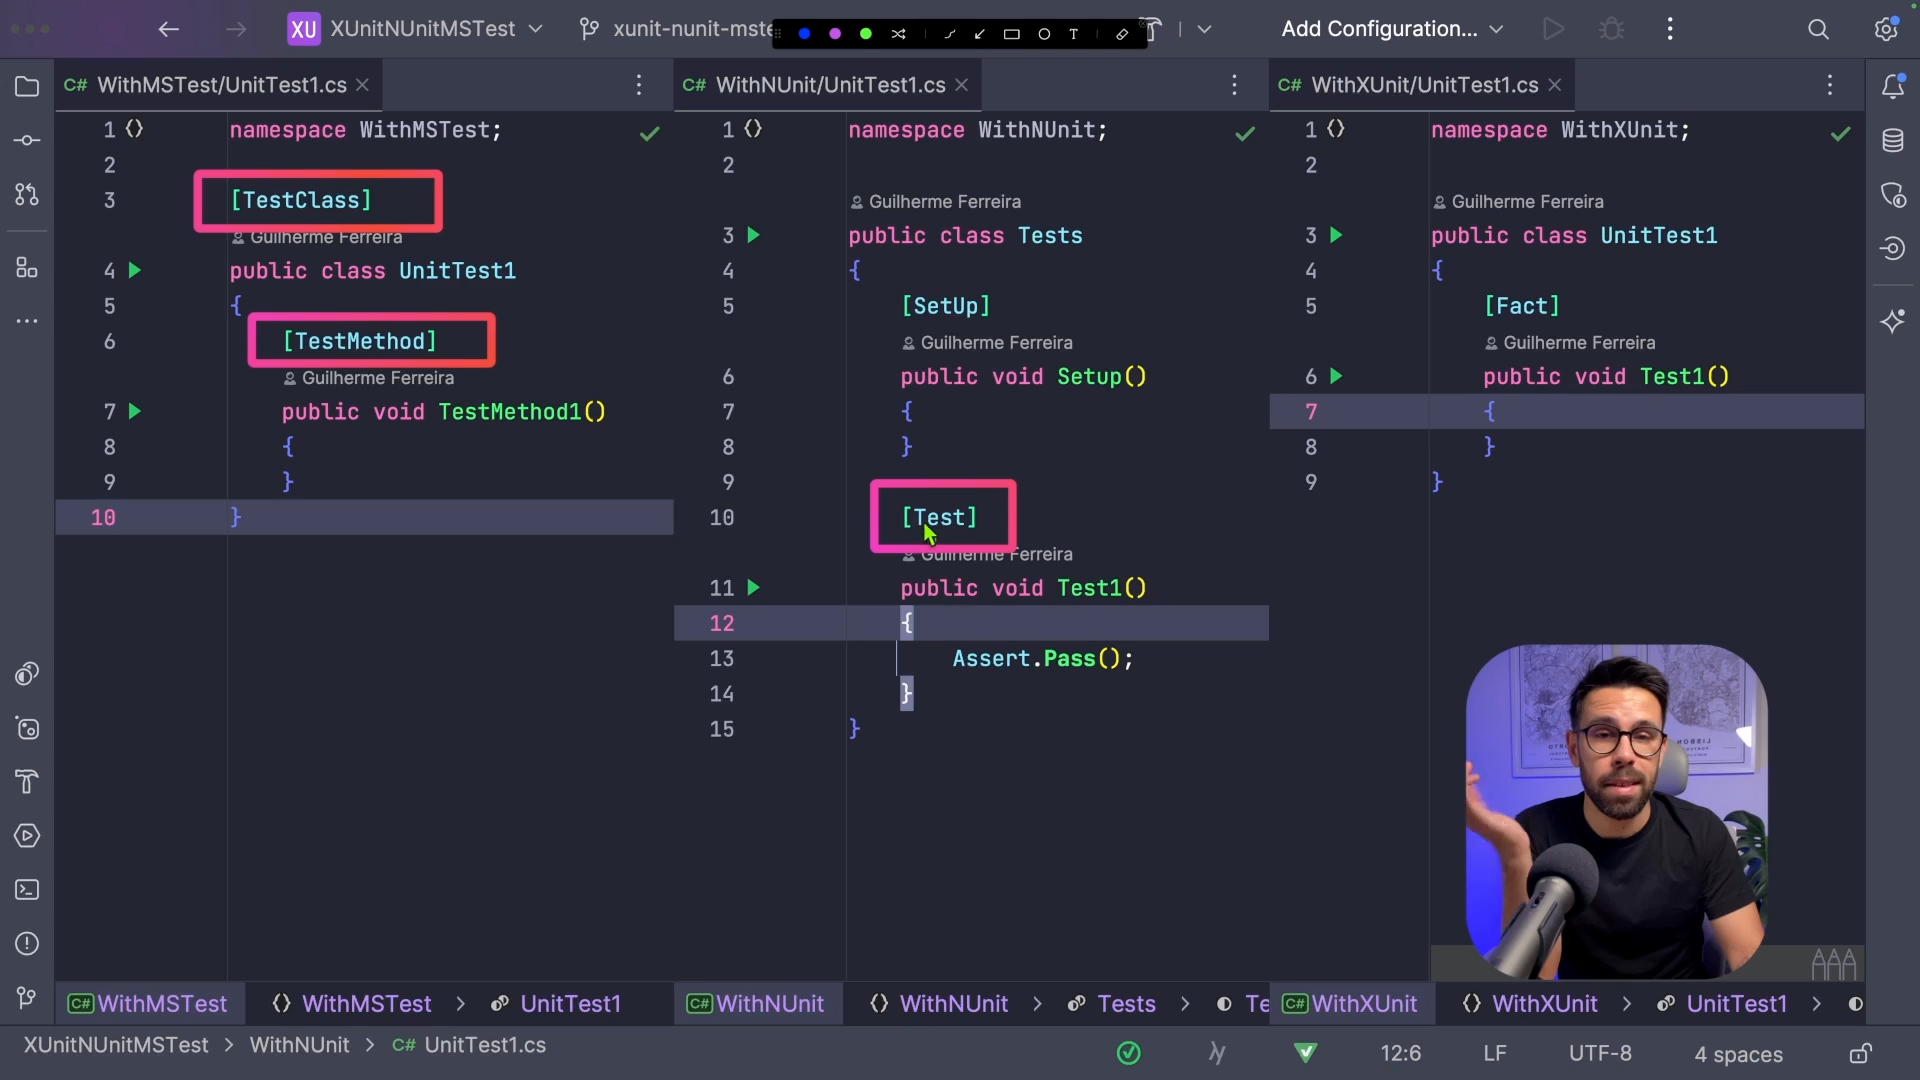 XU XUnitNUnitMSTest xunit-nunit-mste T Add Configuration...
C# WithMSTest/UnitTest1.cs
1 namespace WithMSTest;
2
3 [TestClass]
Guilherme Ferreira
4 public class UnitTest1
5 {
6 [TestMethod]
Guilherme Ferreira
7 public void TestMethod1()
8 {
9 }
10 }
C# WithNUnit/UnitTest1.cs
1 namespace WithNUnit;
2
Guilherme Ferreira
3 public class Tests
4 {
5 [SetUp]
Guilherme Ferreira
6 public void Setup()
7 {
8 }
9
10 [Test]
Guilherme Ferreira
11 public void Test1()
12 {
13 Assert.Pass();
14 }
15 }
C# WithXUnit/UnitTest1.cs
1 namespace WithXUnit;
2
Guilherme Ferreira
3 public class UnitTest1
4 {
5 [Fact]
Guilherme Ferreira
6 public void Test1()
7 {
8 }
9 }
LISBON
C# WithMSTest {} WithMSTest > UnitTest1
C# WithNUnit {} WithNUnit > Tests > Te
C# WithXUnit {} WithXUnit > UnitTest1 >
XUnitNUnitMSTest > WithNUnit > C# UnitTest1.cs
12:6 LF UTF-8 4 spaces